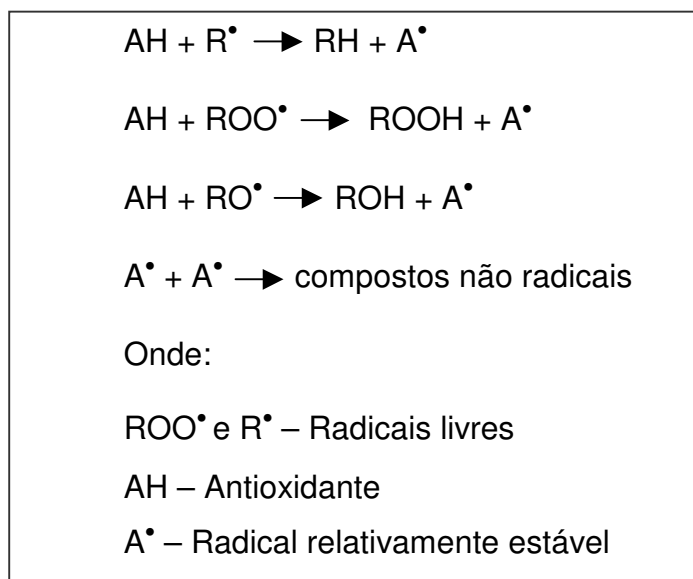 AH + R• → RH + A•
AH + ROO• → ROOH + A•
AH + RO• → ROH + A•
A• + A• → compostos não radicais
Onde:
ROO• e R• – Radicais livres
AH – Antioxidante
A• – Radical relativamente estável